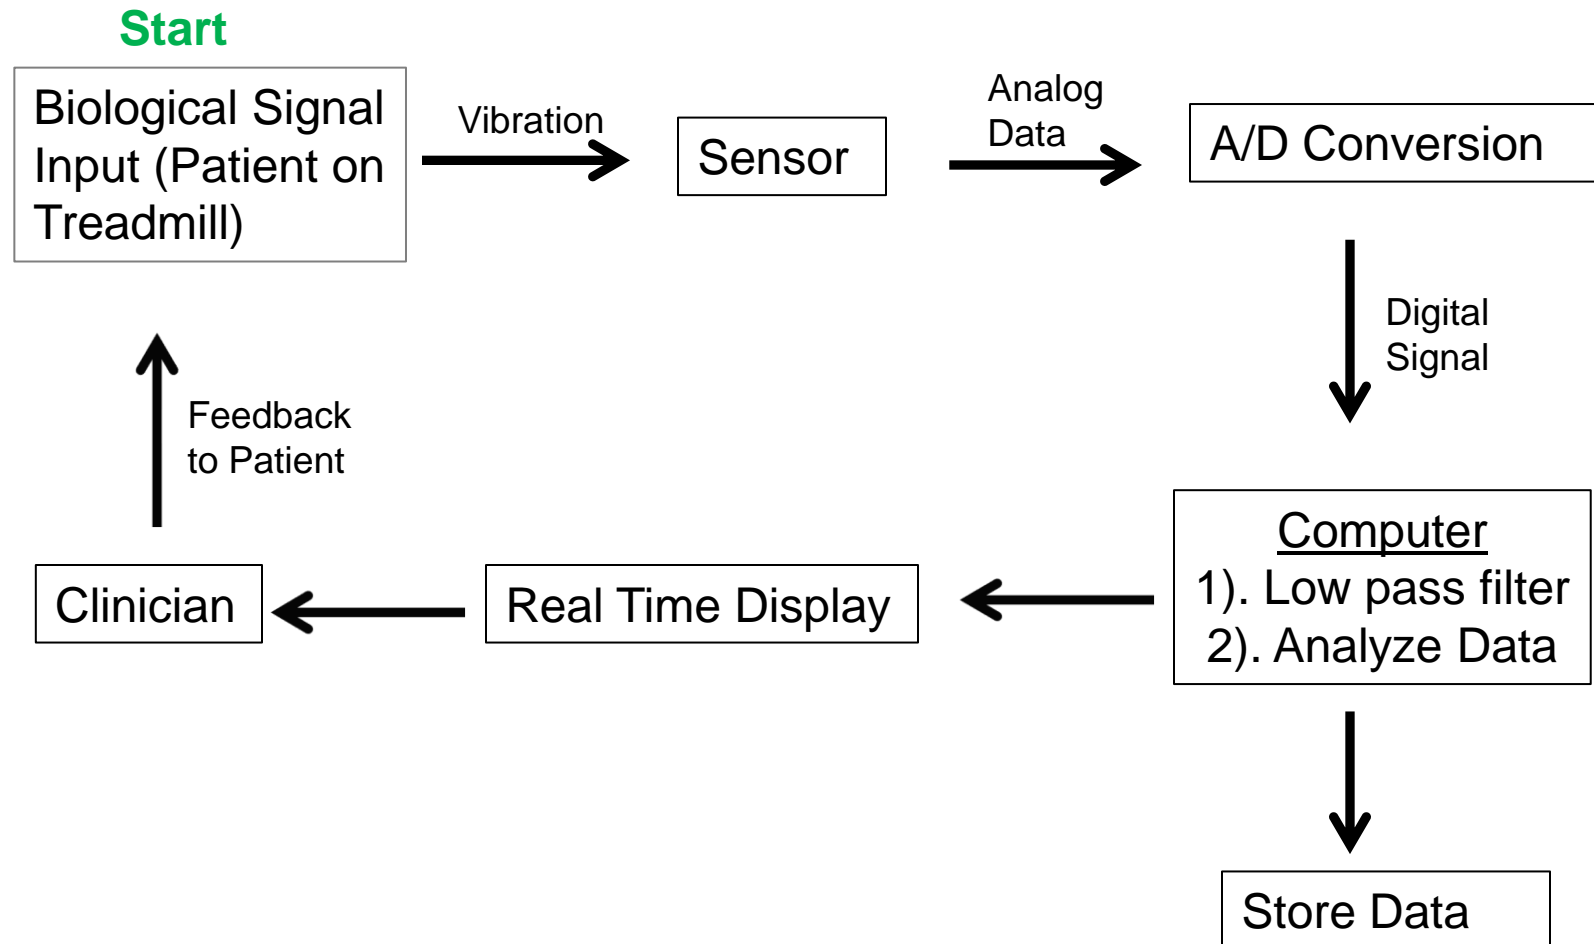 Start
Biological Signal
Input (Patient on
Treadmill)
Vibration
Sensor
Analog
Data
A/D Conversion
Digital
Signal
Computer
1). Low pass filter
2). Analyze Data
Store Data
Real Time Display
Clinician
Feedback
to Patient